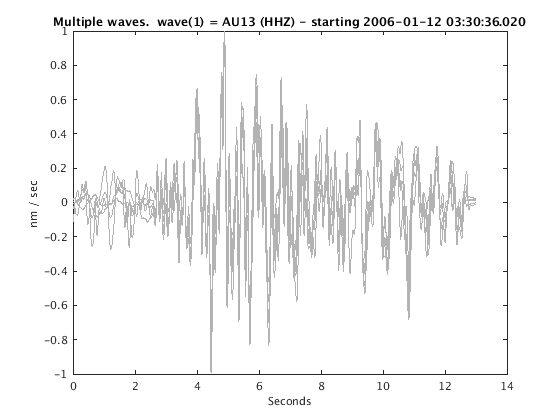 Multiple waves.  wave(1) = AU13 (HHZ) - starting 2006-01-12 03:30:36.020
1
0.8
0.6
0.4
0.2
0
-0.2
-0.4
-0.6
-0.8
-1
nm / sec
0 2 4 6 8 10 12 14
Seconds